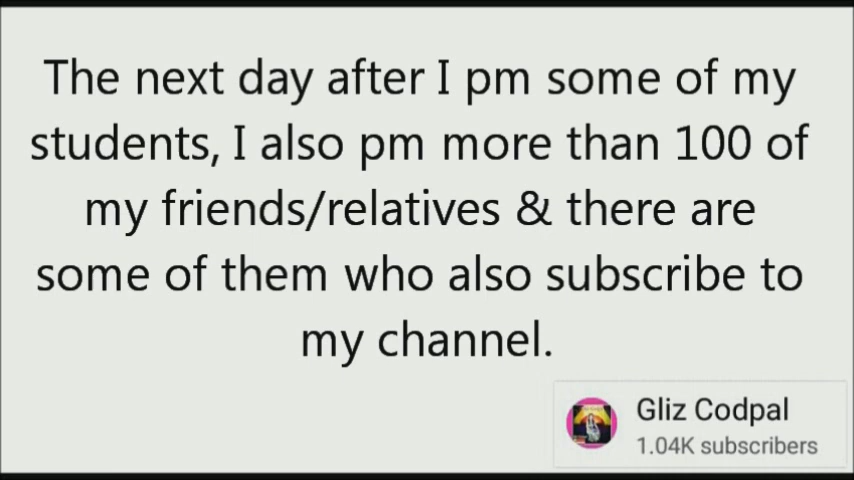 The next day after I pm some of my
students, I also pm more than 100 of
my friends/relatives & there are
some of them who also subscribe to
my channel.
Gliz Codpal
1.04K subscribers